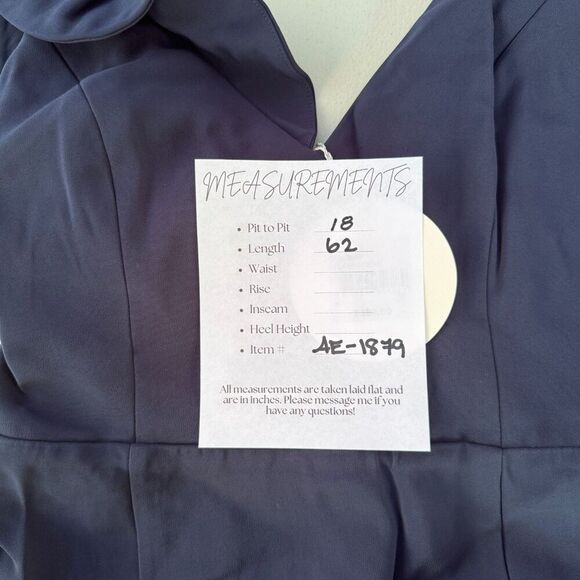 MEASUREMENTS
• Pit to Pit 18
• Length 62
• Waist
• Rise
• Inseam
• Heel Height
• Item # AE-1879
All measurements are taken laid flat and
are in inches. Please message me if you
have any questions!